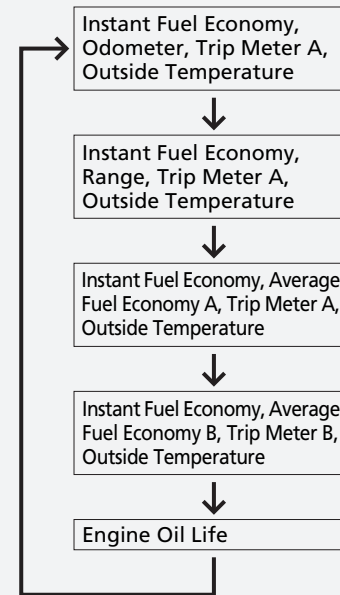 Instant Fuel Economy,
Odometer, Trip Meter A,
Outside Temperature
Instant Fuel Economy,
Range, Trip Meter A,
Outside Temperature
Instant Fuel Economy, Average
Fuel Economy A, Trip Meter A,
Outside Temperature
Instant Fuel Economy, Average
Fuel Economy B, Trip Meter B,
Outside Temperature
Engine Oil Life